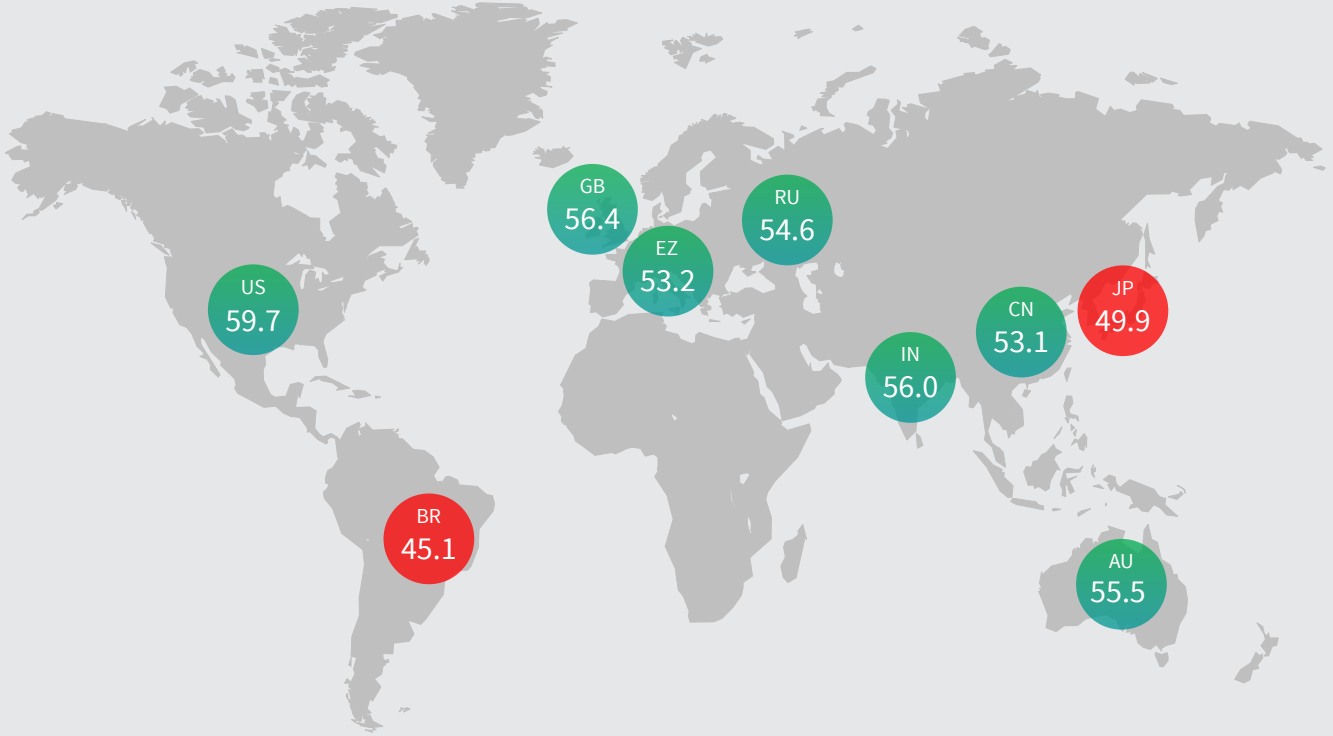 GB
56.4
RU
54.6
EZ
53.2
US
59.7
JP
49.9
CN
53.1
IN
56.0
BR
45.1
AU
55.5